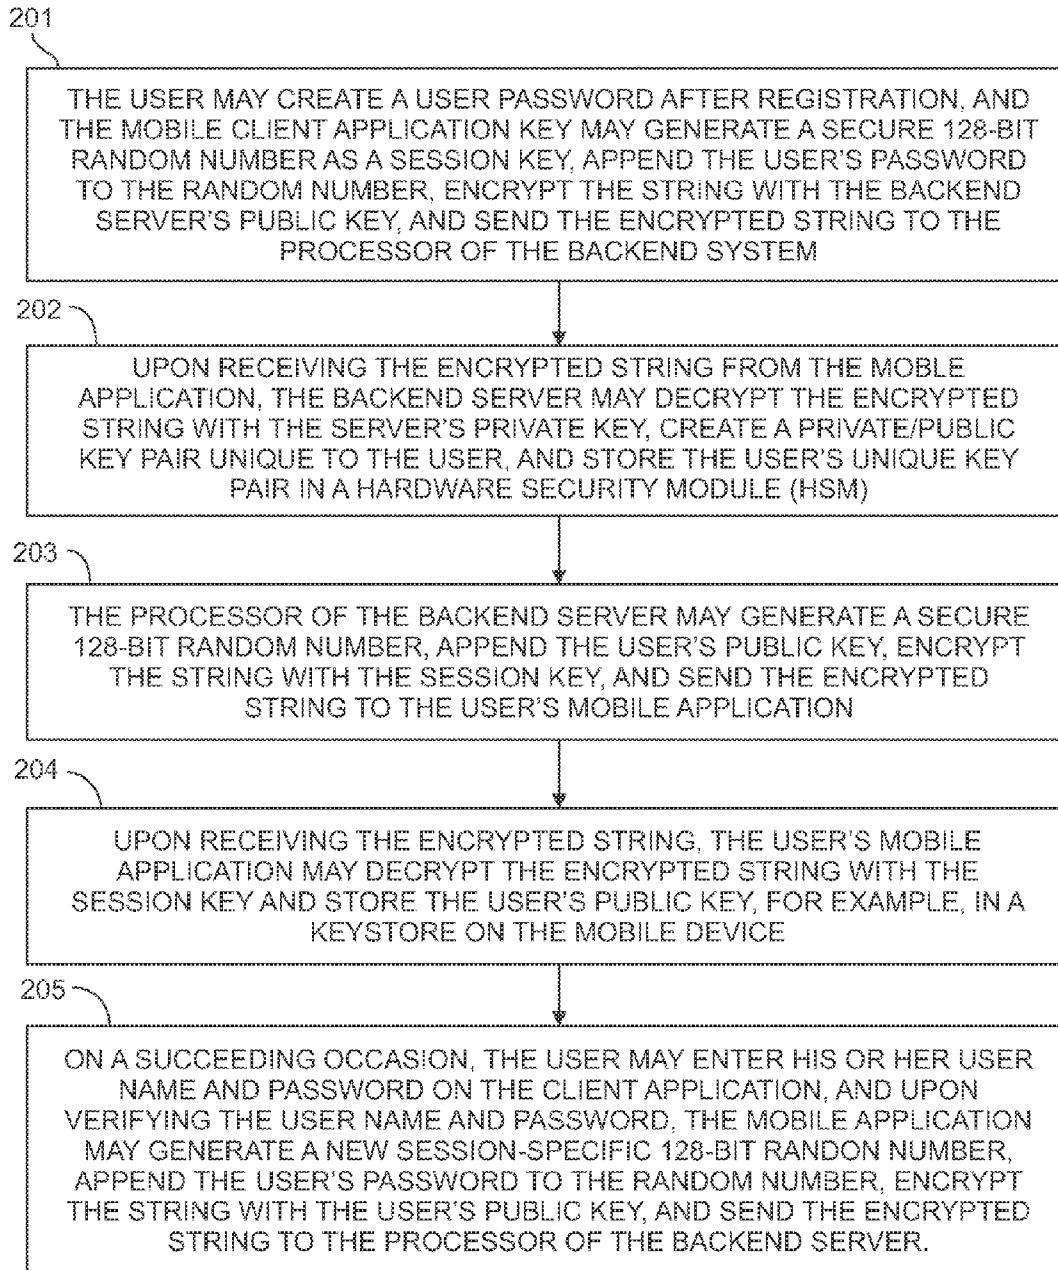 201
THE USER MAY CREATE A USER PASSWORD AFTER REGISTRATION, AND
THE MOBILE CLIENT APPLICATION KEY MAY GENERATE A SECURE 128-BIT
RANDOM NUMBER AS A SESSION KEY, APPEND THE USER'S PASSWORD
TO THE RANDOM NUMBER, ENCRYPT THE STRING WITH THE BACKEND
SERVER'S PUBLIC KEY, AND SEND THE ENCRYPTED STRING TO THE
PROCESSOR OF THE BACKEND SYSTEM
202
UPON RECEIVING THE ENCRYPTED STRING FROM THE MOBLE
APPLICATION, THE BACKEND SERVER MAY DECRYPT THE ENCRYPTED
STRING WITH THE SERVER'S PRIVATE KEY, CREATE A PRIVATE/PUBLIC
KEY PAIR UNIQUE TO THE USER, AND STORE THE USER'S UNIQUE KEY
PAIR IN A HARDWARE SECURITY MODULE (HSM)
203
THE PROCESSOR OF THE BACKEND SERVER MAY GENERATE A SECURE
128-BIT RANDOM NUMBER, APPEND THE USER'S PUBLIC KEY, ENCRYPT
THE STRING WITH THE SESSION KEY, AND SEND THE ENCRYPTED
STRING TO THE USER'S MOBILE APPLICATION
204
UPON RECEIVING THE ENCRYPTED STRING, THE USER'S MOBILE
APPLICATION MAY DECRYPT THE ENCRYPTED STRING WITH THE
SESSION KEY AND STORE THE USER'S PUBLIC KEY, FOR EXAMPLE, IN A
KEYSTORE ON THE MOBILE DEVICE
205
ON A SUCCEEDING OCCASION, THE USER MAY ENTER HIS OR HER USER
NAME AND PASSWORD ON THE CLIENT APPLICATION, AND UPON
VERIFYING THE USER NAME AND PASSWORD, THE MOBILE APPLICATION
MAY GENERATE A NEW SESSION-SPECIFIC 128-BIT RANDON NUMBER,
APPEND THE USER'S PASSWORD TO THE RANDOM NUMBER, ENCRYPT
THE STRING WITH THE USER'S PUBLIC KEY, AND SEND THE ENCRYPTED
STRING TO THE PROCESSOR OF THE BACKEND SERVER.